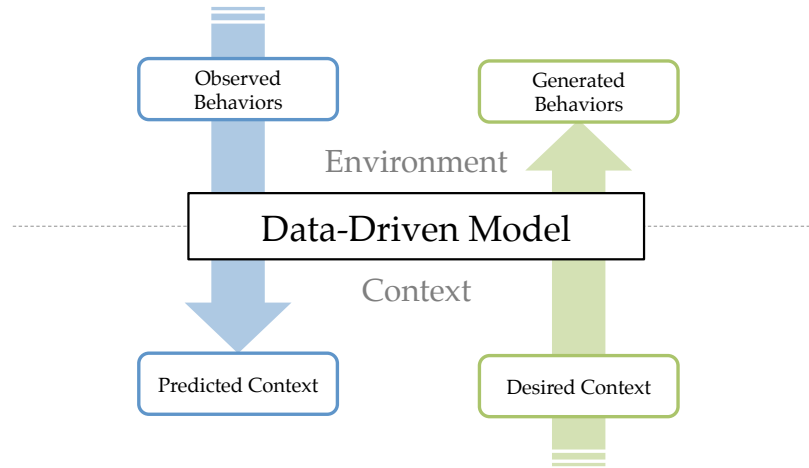 Observed
Behaviors
Generated
Behaviors
Environment
Data-Driven Model
Context
Predicted Context
Desired Context